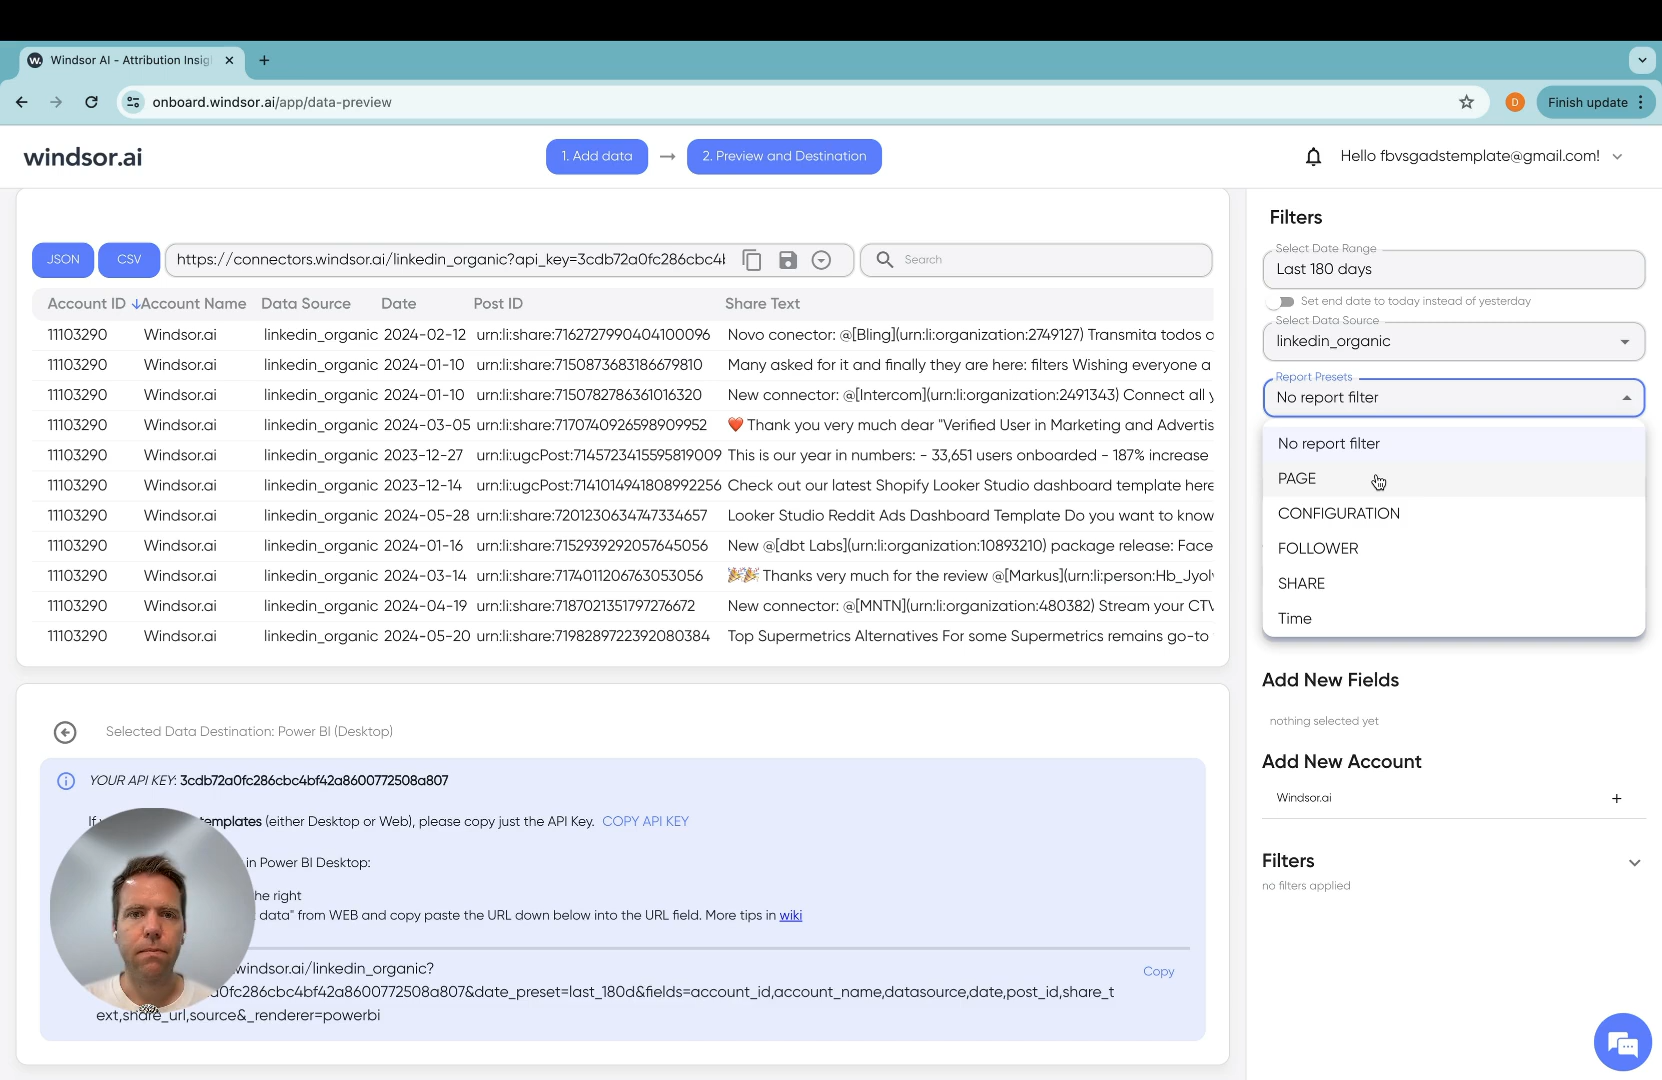 Windsor AI - Attribution Insig
onboard.windsor.ai/app/data-preview
D
Finish update
windsor.ai
1. Add data
2. Preview and Destination
Hello fbvsgadstemplate@gmail.com!
JSON
CSV
https://connectors.windsor.ai/linkedin_organic?api_key=3cdb72a0fc286cbc4
Search
Account ID Account Name Data Source Date Post ID Share Text
11103290 Windsor.ai linkedin_organic 2024-02-12 urn:li:share:7162727990404100096 Novo conector: @[Bling](urn:li:organization:2749127) Transmita todos o
11103290 Windsor.ai linkedin_organic 2024-01-10 urn:li:share:7150873683186679810 Many asked for it and finally they are here: filters Wishing everyone a
11103290 Windsor.ai linkedin_organic 2024-01-10 urn:li:share:7150782786361016320 New connector: @[Intercom](urn:li:organization:2491343) Connect all y
11103290 Windsor.ai linkedin_organic 2024-03-05 urn:li:share:7170740926598909952 ❤️ Thank you very much dear "Verified User in Marketing and Advertis
11103290 Windsor.ai linkedin_organic 2023-12-27 urn:li:ugcPost:7145723415595819009 This is our year in numbers: - 33,651 users onboarded - 187% increase
11103290 Windsor.ai linkedin_organic 2023-12-14 urn:li:ugcPost:7141014941808992256 Check out our latest Shopify Looker Studio dashboard template here
11103290 Windsor.ai linkedin_organic 2024-05-28 urn:li:share:7201230634747334657 Looker Studio Reddit Ads Dashboard Template Do you want to know
11103290 Windsor.ai linkedin_organic 2024-01-16 urn:li:share:7152939292057645056 New @[dbt Labs](urn:li:organization:10893210) package release: Face
11103290 Windsor.ai linkedin_organic 2024-03-14 urn:li:share:7174011206763053056 🎉🎉 Thanks very much for the review @[Markus](urn:li:person:Hb_Jyol
11103290 Windsor.ai linkedin_organic 2024-04-19 urn:li:share:7187021351797276672 New connector: @[MNTN](urn:li:organization:480382) Stream your CTV
11103290 Windsor.ai linkedin_organic 2024-05-20 urn:li:share:7198289722392080384 Top Supermetrics Alternatives For some Supermetrics remains go-to
Selected Data Destination: Power BI (Desktop)
YOUR API KEY: 3cdb72a0fc286cbc4bf42a8600772508a807
If templates (either Desktop or Web), please copy just the API Key. COPY API KEY
in Power BI Desktop:
he right
data" from WEB and copy paste the URL down below into the URL field. More tips in wiki
windsor.ai/linkedin_organic?
0fc286cbc4bf42a8600772508a807&date_preset=last_180d&fields=account_id,account_name,datasource,date,post_id,share_t
ext,share_url,source&_renderer=powerbi
Copy
Filters
Select Date Range
Last 180 days
Set end date to today instead of yesterday
Select Data Source
linkedin_organic
Report Presets
No report filter
No report filter
PAGE
CONFIGURATION
FOLLOWER
SHARE
Time
Add New Fields
nothing selected yet
Add New Account
Windsor.ai +
Filters
no filters applied